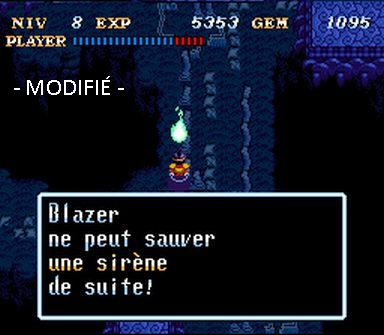 NIV 8 EXP 5353 GEM 1095
PLAYER
- MODIFIÉ -
Blazer
ne peut sauver
une sirène
de suite!